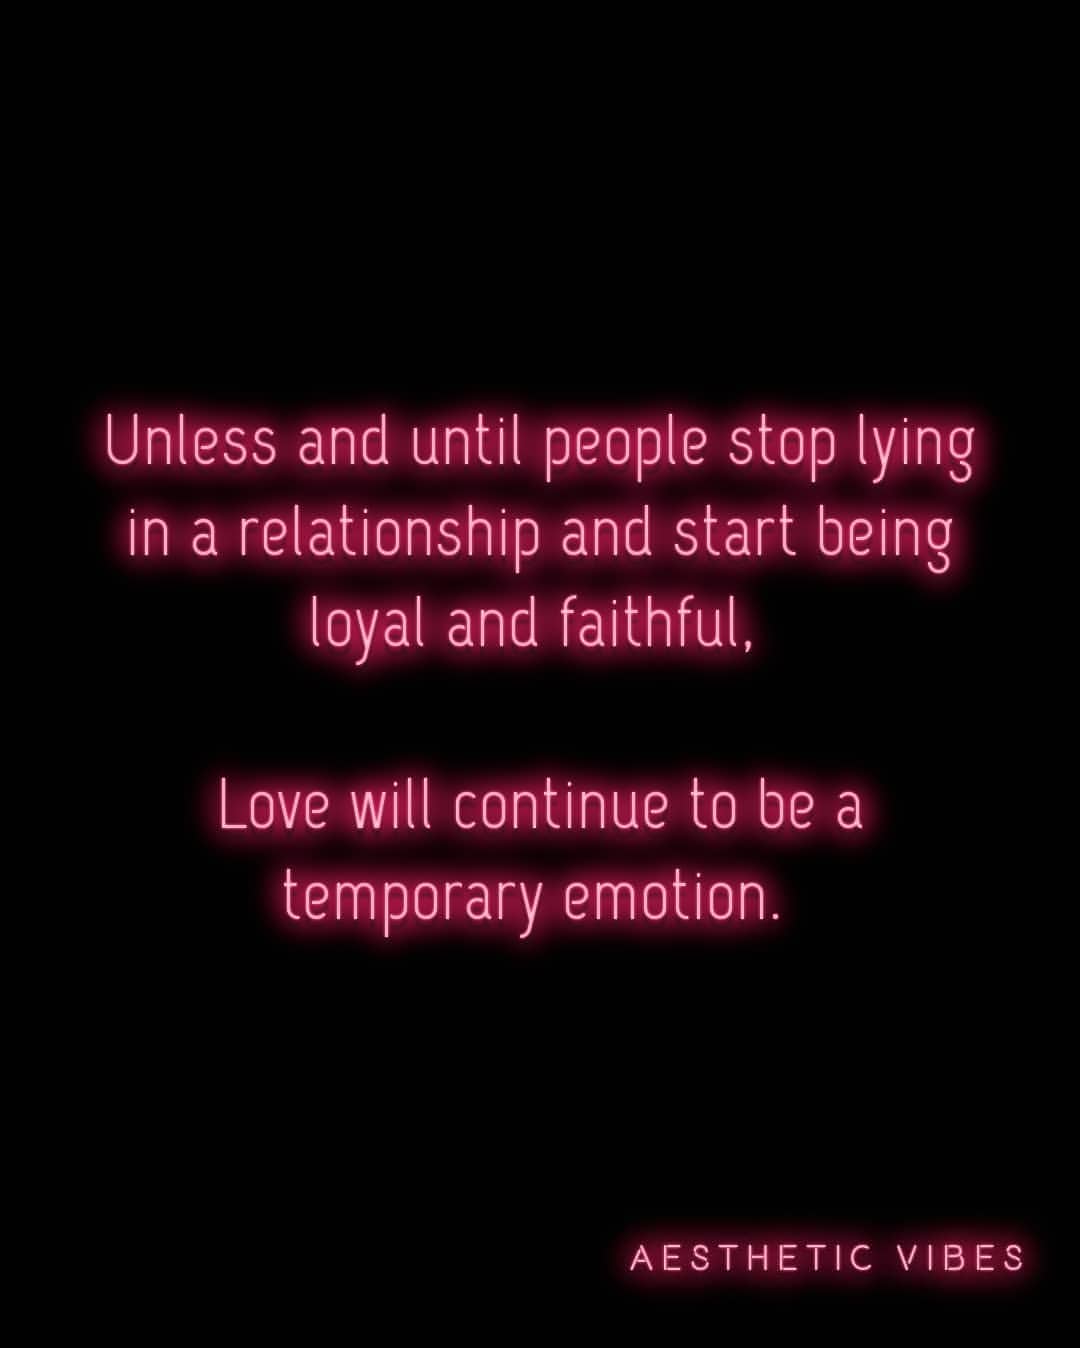 Unless and until people stop lying
in a relationship and start being
loyal and faithful,
Love will continue to be a
temporary emotion.
AESTHETIC VIBES